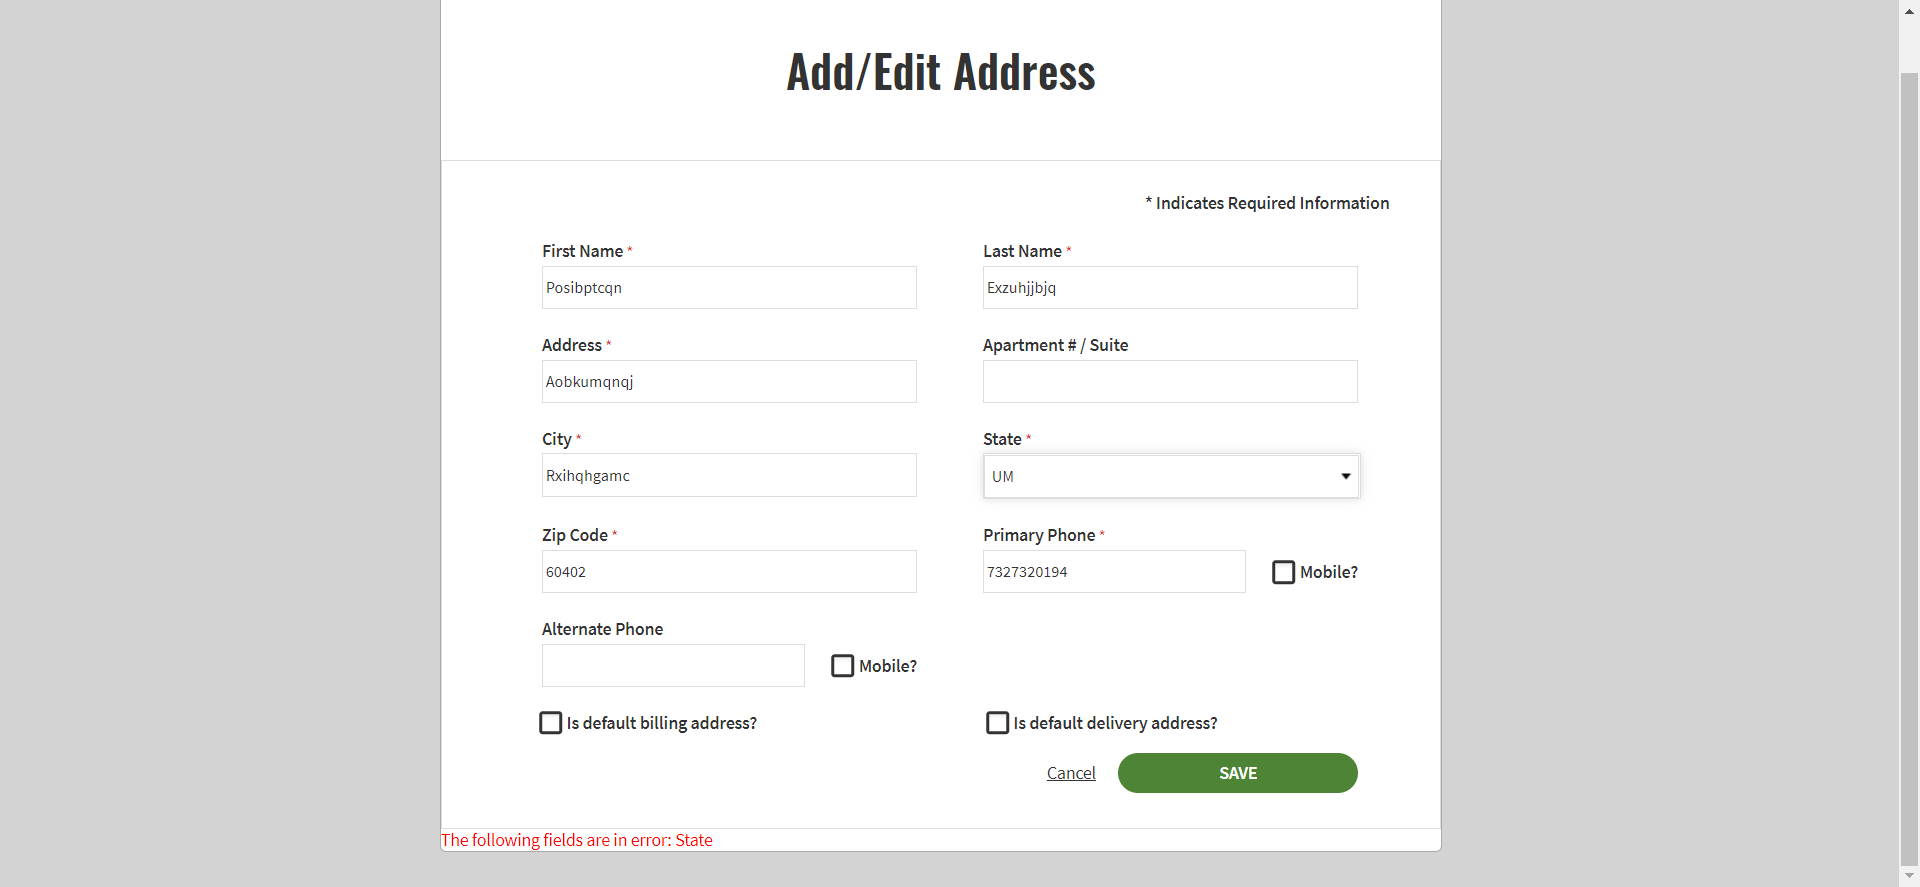 Add/Edit Address
* Indicates Required Information
First Name *
Last Name *
Posibptcqn
Exzuhjjbjq
Address *
Apartment # / Suite
Aobkumqnqj
City *
State *
Rxihqhgamc
UM
Zip Code *
Primary Phone *
60402
7327320194
Mobile?
Alternate Phone
Mobile?
Is default billing address?
Is default delivery address?
Cancel
SAVE
The following fields are in error: State